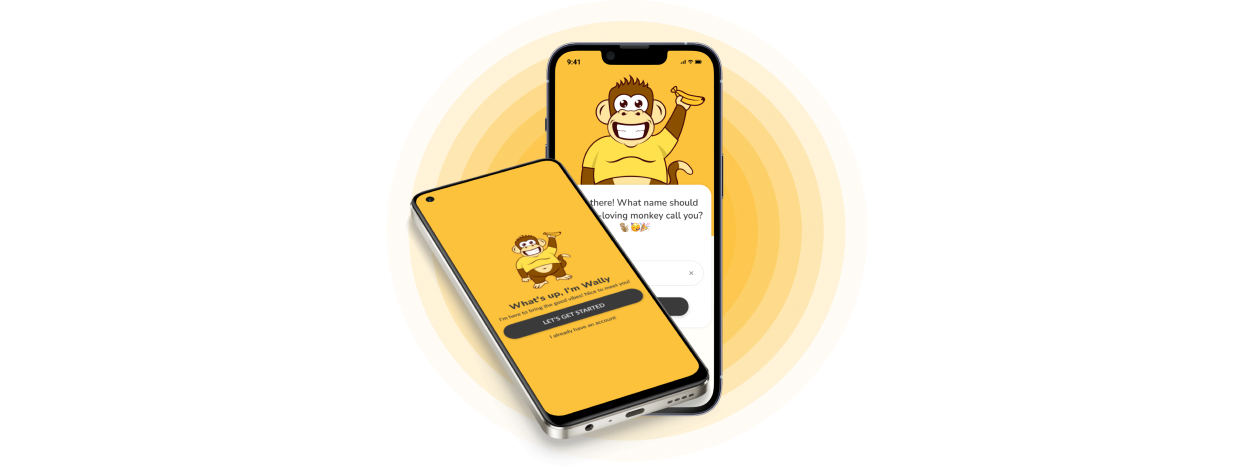 9:41
there! What name should
-loving monkey call you?
What's up, I'm Wally
I'm here to bring the good vibes! Nice to meet you!
LET'S GET STARTED
I already have an account